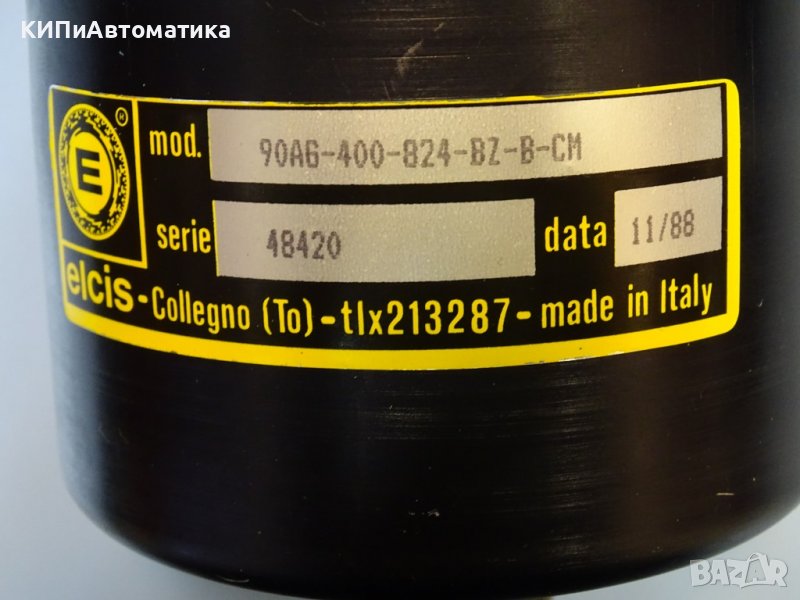 КИПиАвтоматика
E ®
mod. 90A6-400-824-BZ-B-CM
serie 48420 data 11/88
elcis-Collegno (To)-tlx213287-made in Italy
BAZAR